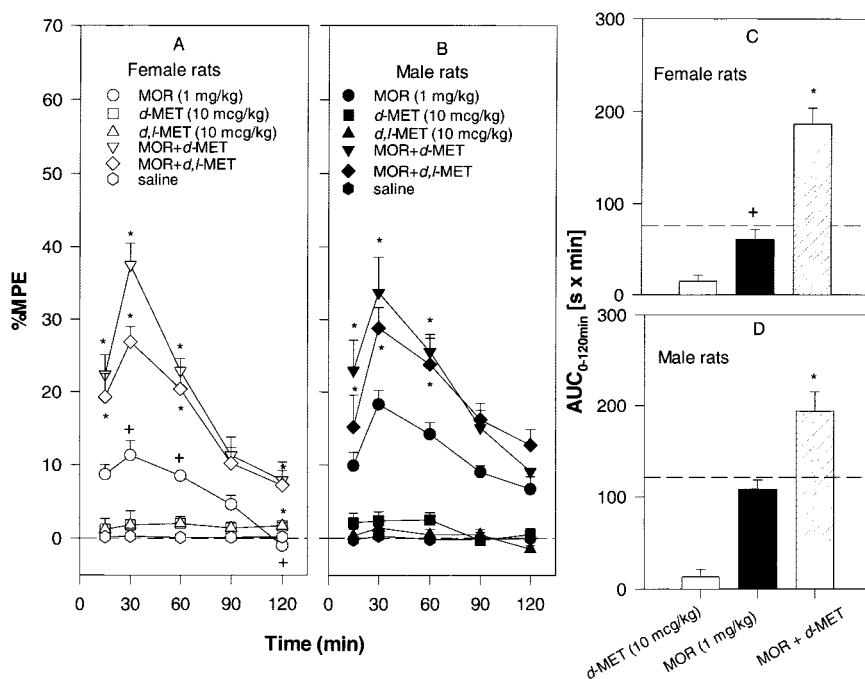 A
Female rats
MOR (1 mg/kg)
d-MET (10 mcg/kg)
d,l-MET (10 mcg/kg)
MOR+d-MET
MOR+d,l-MET
saline
B
Male rats
MOR (1 mg/kg)
d-MET (10 mcg/kg)
d,l-MET (10 mcg/kg)
MOR+d-MET
MOR+d,l-MET
saline
%MPE
70
60
50
40
30
20
10
0
* * * * * * * + + +
* * * * * *
0 30 60 90 120
0 30 60 90 120
Time (min)
C
Female rats
300
200
100
0
+ *
D
Male rats
300
200
100
0
*
AUC0-120min [s x min]
d-MET (10 mcg/kg)
MOR (1 mg/kg)
MOR + d-MET